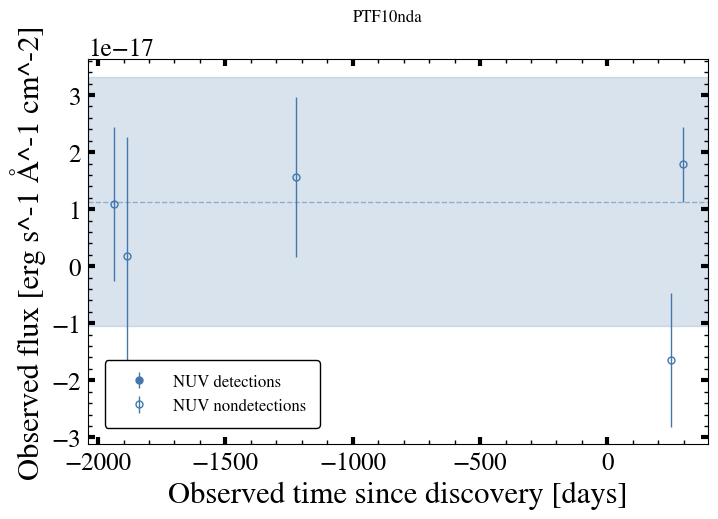 PTF10nda
1e−17
Observed flux [erg s^-1 Å^-1 cm^-2]
3
2
1
0
−1
−2
−3
NUV detections
NUV nondetections
−2000 −1500 −1000 −500 0
Observed time since discovery [days]